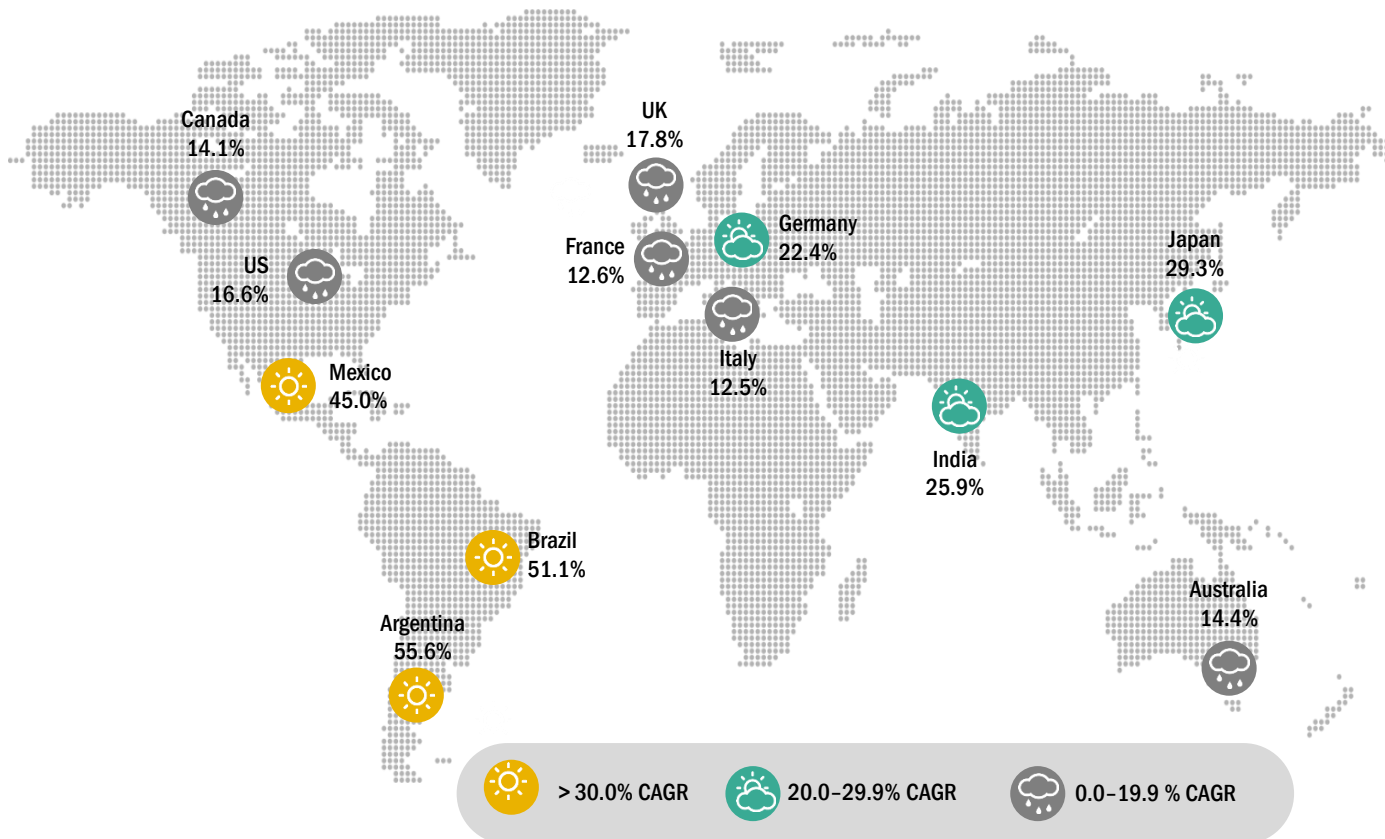 Canada
14.1%
UK
17.8%
US
16.6%
France
12.6%
Germany
22.4%
Japan
29.3%
Italy
12.5%
Mexico
45.0%
India
25.9%
Brazil
51.1%
Argentina
55.6%
Australia
14.4%
> 30.0% CAGR
20.0–29.9% CAGR
0.0–19.9 % CAGR